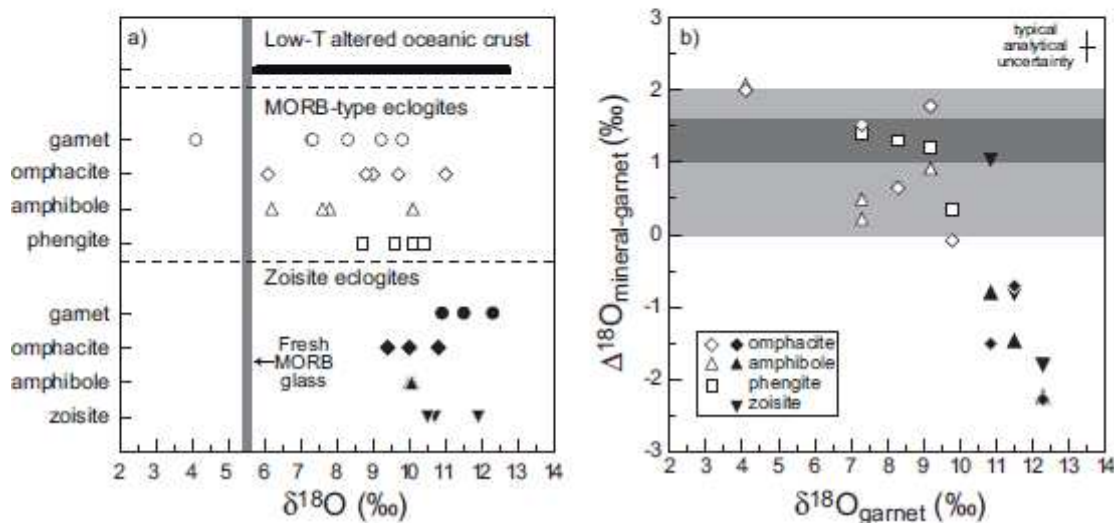 a)
Low-T altered oceanic crust
MORB-type eclogites
garnet
omphacite
amphibole
phengite
Zoisite eclogites
garnet
omphacite
amphibole
zoisite
Fresh
MORB
glass
2 3 4 5 6 7 8 9 10 11 12 13 14
δ¹⁸O (‰)
b)
typical
analytical
uncertainty
3
2
1
0
-1
-2
-3
Δ¹⁸Omineral-garnet (‰)
omphacite
amphibole
phengite
zoisite
2 3 4 5 6 7 8 9 10 11 12 13 14
δ¹⁸Ogarnet (‰)